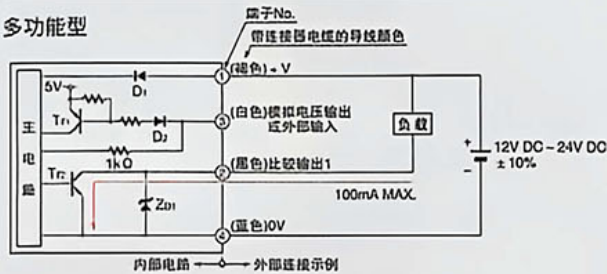 多功能型
端子No.
带连接器电缆的导线颜色
主电路
5V
Tr1
D1
D2
1kΩ
Tr2
ZD1
① (褐色)+V
③ (白色)模拟电压输出
或外部输入
② (黑色)比较输出1
100mA MAX.
④ (蓝色)0V
负载
+
12V DC~24V DC
±10%
−
内部电路 外部连接示例